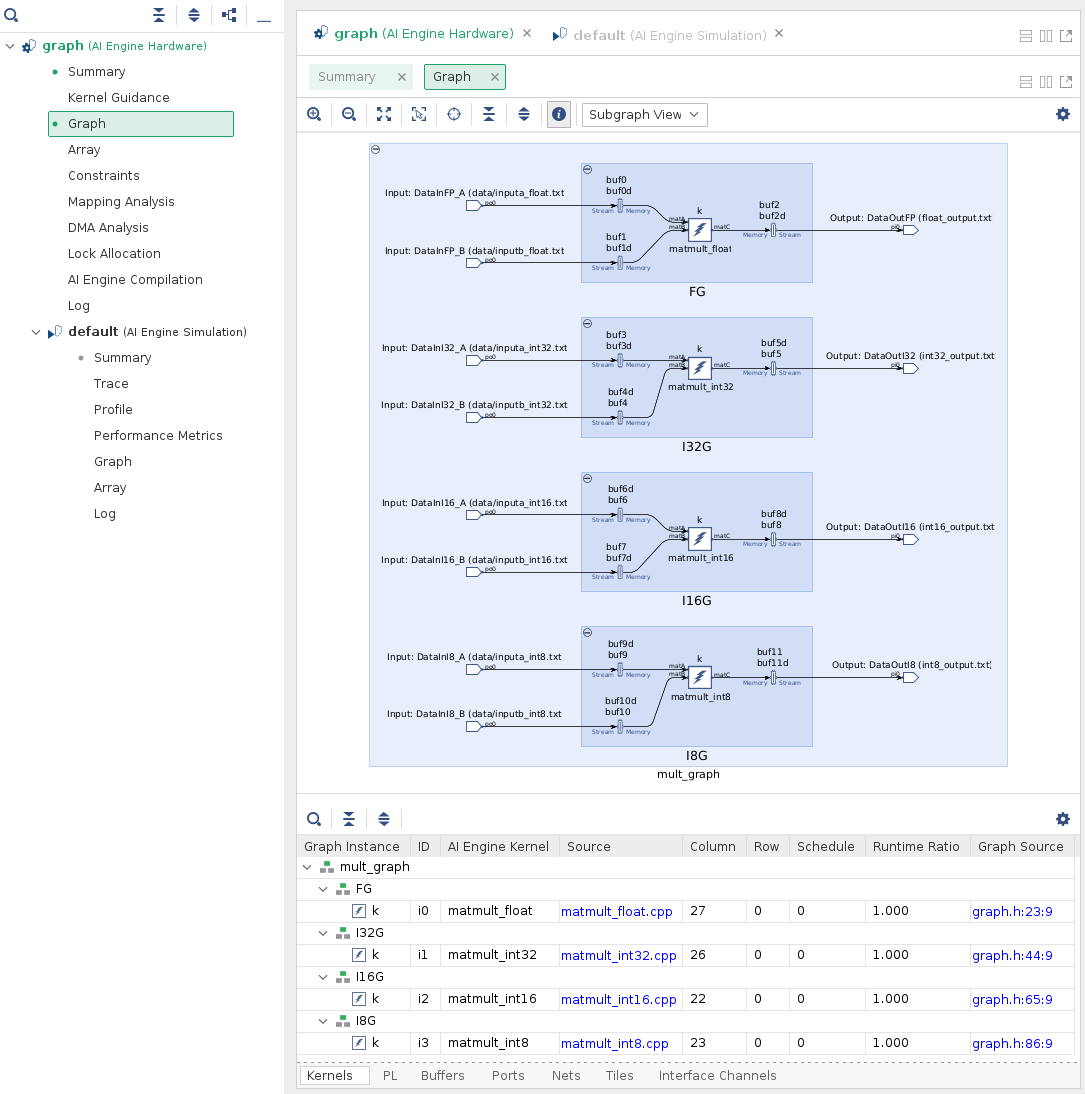 graph (AI Engine Hardware)
Summary
Kernel Guidance
Graph
Array
Constraints
Mapping Analysis
DMA Analysis
Lock Allocation
AI Engine Compilation
Log
default (AI Engine Simulation)
Summary
Trace
Profile
Performance Metrics
Graph
Array
Log
graph (AI Engine Hardware)
default (AI Engine Simulation)
Summary
Graph
Subgraph View
Input: DataInFP_A (data/inputa_float.txt
po0
buf0
buf0d
Stream Memory
Input: DataInFP_B (data/inputb_float.txt
po0
buf1
buf1d
Stream Memory
k
matA
matB
matC
matmult_float
buf2
buf2d
Memory Stream
Output: DataOutFP (float_output.txt
pi0
FG
Input: DataInI32_A (data/inputa_int32.txt
po0
buf3
buf3d
Stream Memory
Input: DataInI32_B (data/inputb_int32.txt
po0
buf4d
buf4
Stream Memory
k
matA
matB
matC
matmult_int32
buf5d
buf5
Memory Stream
Output: DataOutI32 (int32_output.txt
pi0
I32G
Input: DataInI16_A (data/inputa_int16.txt
po0
buf6d
buf6
Stream Memory
Input: DataInI16_B (data/inputb_int16.txt
po0
buf7
buf7d
Stream Memory
k
matA
matB
matC
matmult_int16
buf8d
buf8
Memory Stream
Output: DataOutI16 (int16_output.txt
pi0
I16G
Input: DataInI8_A (data/inputa_int8.txt
po0
buf9d
buf9
Stream Memory
Input: DataInI8_B (data/inputb_int8.txt
po0
buf10d
buf10
Stream Memory
k
matA
matB
matC
matmult_int8
buf11
buf11d
Memory Stream
Output: DataOutI8 (int8_output.txt)
pi0
I8G
mult_graph
Graph Instance ID AI Engine Kernel Source Column Row Schedule Runtime Ratio Graph Source
mult_graph
FG
k i0 matmult_float matmult_float.cpp 27 0 0 1.000 graph.h:23:9
I32G
k i1 matmult_int32 matmult_int32.cpp 26 0 0 1.000 graph.h:44:9
I16G
k i2 matmult_int16 matmult_int16.cpp 22 0 0 1.000 graph.h:65:9
I8G
k i3 matmult_int8 matmult_int8.cpp 23 0 0 1.000 graph.h:86:9
Kernels PL Buffers Ports Nets Tiles Interface Channels